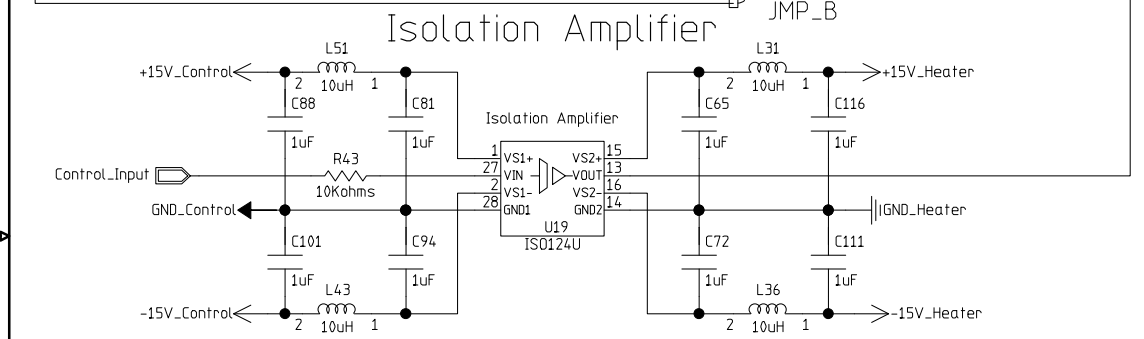 JMP_B
Isolation Amplifier
L51
L31
+15V_Control
+15V_Heater
2 10uH 1
2 10uH 1
C88
C81
C65
C116
Isolation Amplifier
1uF
1uF
1uF
1uF
1 VS1+ VS2+ 15
R43
27 VIN VOUT 13
Control_Input
10Kohms
2 VS1- VS2- 16
GND_Control
28 GND1 GND2 14
GND_Heater
U19
ISO124U
C101
C94
C72
C111
1uF
1uF
1uF
1uF
L43
L36
-15V_Control
-15V_Heater
2 10uH 1
2 10uH 1